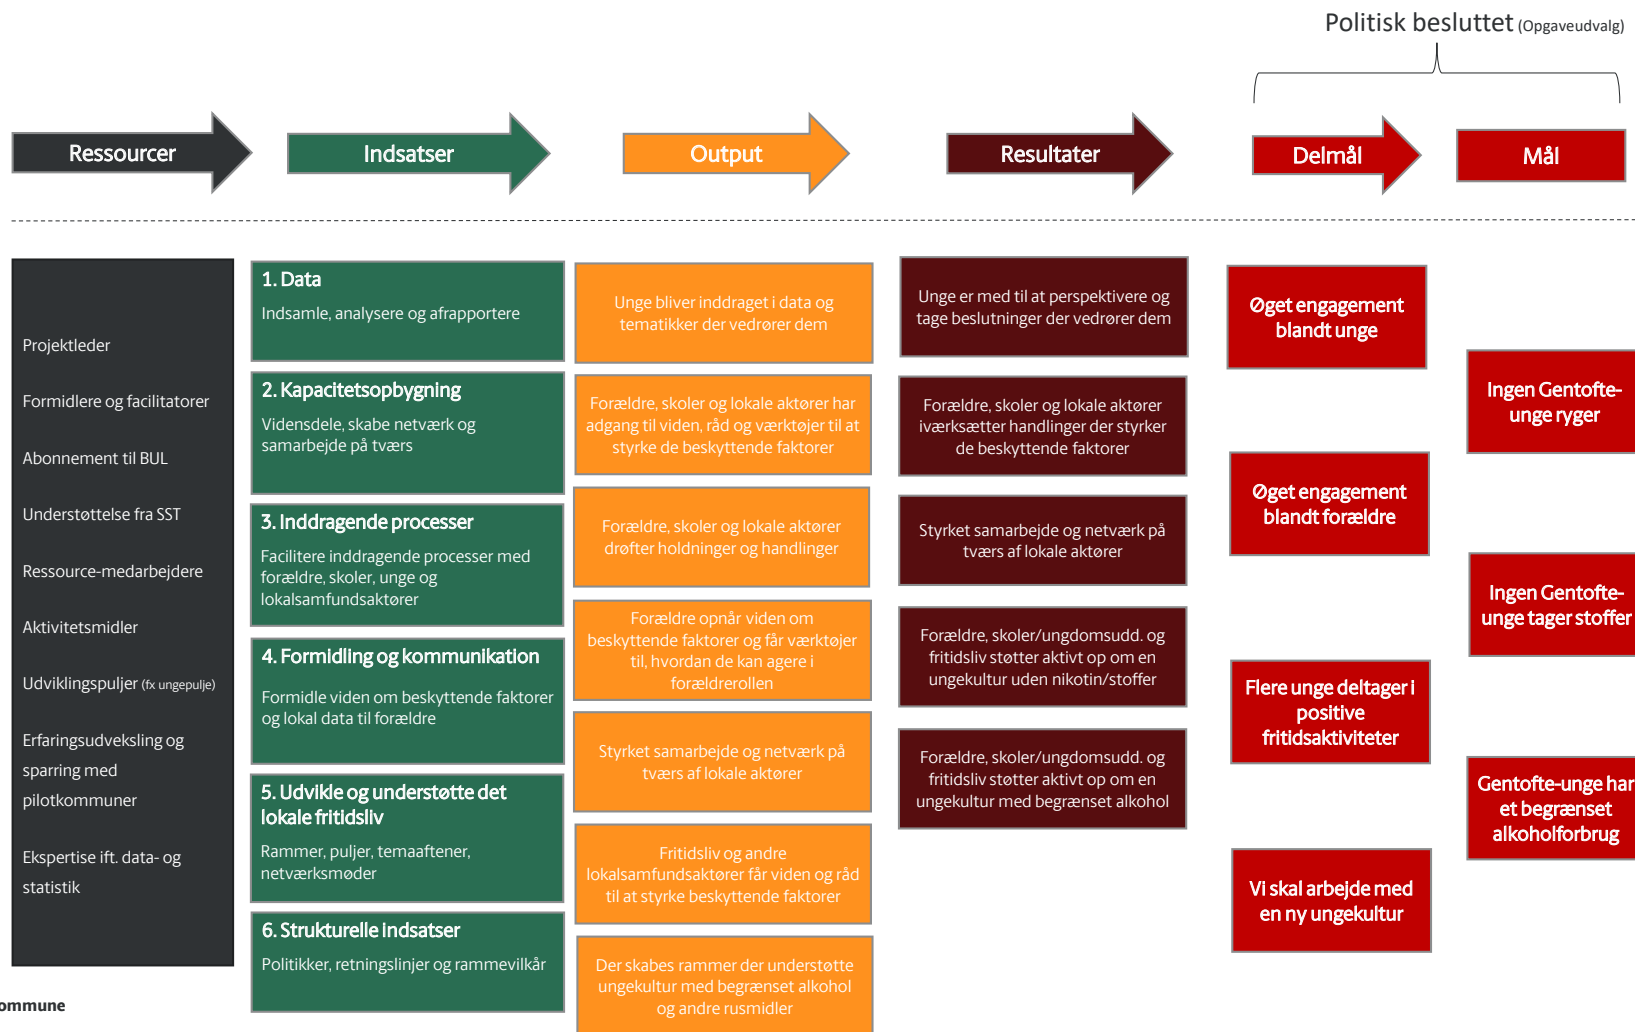 Politisk besluttet (Opgaveudvalg)
Ressourcer
Indsatser
Output
Resultater
Delmål
Mål
Projektleder
Formidlere og facilitatorer
Abonnement til BUL
Understøttelse fra SST
Ressource-medarbejdere
Aktivitetsmidler
Udviklingspuljer (fx ungepulje)
Erfaringsudveksling og
sparring med
pilotkommuner
Ekspertise ift. data- og
statistik
1. Data
Indsamle, analysere og afrapportere
2. Kapacitetsopbygning
Vidensdele, skabe netværk og
samarbejde på tværs
3. Inddragende processer
Facilitere inddragende processer med
forældre, skoler, unge og
lokalsamfundsaktører
4. Formidling og kommunikation
Formidle viden om beskyttende faktorer
og lokal data til forældre
5. Udvikle og understøtte det
lokale fritidsliv
Rammer, puljer, temaaftener,
netværksmøder
6. Strukturelle indsatser
Politikker, retningslinjer og rammevilkår
Unge bliver inddraget i data og
tematikker der vedrører dem
Forældre, skoler og lokale aktører har
adgang til viden, råd og værktøjer til at
styrke de beskyttende faktorer
Forældre, skoler og lokale aktører
drøfter holdninger og handlinger
Forældre opnår viden om
beskyttende faktorer og får værktøjer
til, hvordan de kan agere i
forældrerollen
Styrket samarbejde og netværk på
tværs af lokale aktører
Fritidsliv og andre
lokalsamfundsaktører får viden og råd
til at styrke beskyttende faktorer
Der skabes rammer der understøtte
ungekultur med begrænset alkohol
og andre rusmidler
Unge er med til at perspektivere og
tage beslutninger der vedrører dem
Forældre, skoler og lokale aktører
iværksætter handlinger der styrker
de beskyttende faktorer
Styrket samarbejde og netværk på
tværs af lokale aktører
Forældre, skoler/ungdomsudd. og
fritidsliv støtter aktivt op om en
ungekultur uden nikotin/stoffer
Forældre, skoler/ungdomsudd. og
fritidsliv støtter aktivt op om en
ungekultur med begrænset alkohol
Øget engagement
blandt unge
Øget engagement
blandt forældre
Flere unge deltager i
positive
fritidsaktiviteter
Vi skal arbejde med
en ny ungekultur
Ingen Gentofte-
unge ryger
Ingen Gentofte-
unge tager stoffer
Gentofte-unge har
et begrænset
alkoholforbrug
ommune